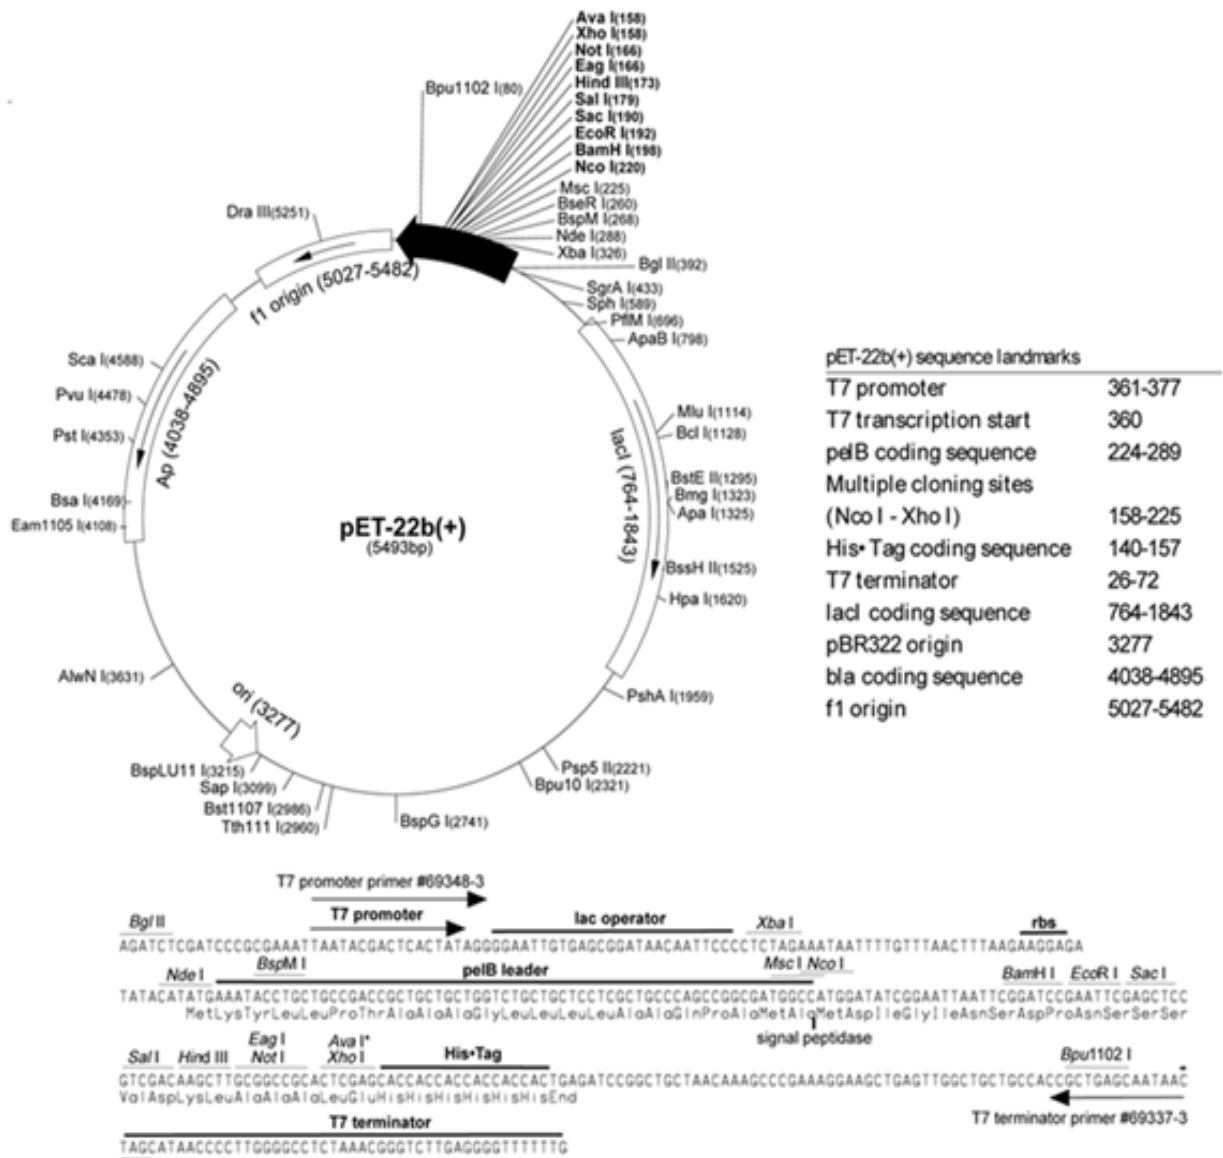 Ava I(158)
Xho I(158)
Not I(166)
Eag I(166)
Hind III(173)
Sal I(179)
Sac I(190)
EcoR I(192)
BamH I(198)
Nco I(220)
Bpu1102 I(80)
Msc I(225)
BseR I(260)
BspM I(268)
Nde I(288)
Xba I(326)
Bgl II(392)
SgrA I(433)
Sph I(589)
PflM I(696)
ApaB I(798)
Dra III(5251)
f1 origin (5027-5482)
Sca I(4588)
Pvu I(4478)
Pst I(4353)
Bsa I(4169)
Eam1105 I(4108)
Ap (4038-4895)
Mlu I(1114)
Bcl I(1128)
BstE II(1295)
Bmg I(1323)
Apa I(1325)
BssH II(1525)
Hpa I(1620)
lacI (764-1843)
pET-22b(+)
(5493bp)
AlwN I(3631)
ori (3277)
PshA I(1959)
BspLU11 I(3215)
Sap I(3099)
Bst1107 I(2986)
Tth111 I(2960)
BspG I(2741)
Psp5 II(2221)
Bpu10 I(2321)
pET-22b(+) sequence landmarks
T7 promoter 361-377
T7 transcription start 360
pelB coding sequence 224-289
Multiple cloning sites
(Nco I - Xho I) 158-225
His•Tag coding sequence 140-157
T7 terminator 26-72
lacI coding sequence 764-1843
pBR322 origin 3277
bla coding sequence 4038-4895
f1 origin 5027-5482
T7 promoter primer #69348-3
Bgl II T7 promoter lac operator Xba I rbs
AGATCTCGATCCCGCGAAATTAATACGACTCACTATAGGGGAATTGTGAGCGGATAACAATTCCCCTCTAGAAATAATTTTGTTTAACTTTAAGAAGGAGA
Nde I BspM I pelB leader Msc I Nco I BamH I EcoR I Sac I
TATACATATGAAATACCTGCTGCCGACCGCTGCTGCTGGTCTGCTGCTCCTCGCTGCCCAGCCGGCGATGGCCATGGATATCGGAATTAATTCGGATCCGAATTCGAGCTCC
MetLysTyrLeuLeuProThrAlaAlaAlaGlyLeuLeuLeuLeuAlaAlaGlnProAlaMetAlaMetAspIleGlyIleAsnSerAspProAsnSerSerSer
signal peptidase
Sal I Hind III Eag I Not I Ava I* Xho I His•Tag Bpu1102 I
GTCGACAAGCTTGCGGCCGCACTCGAGCACCACCACCACCACCACTGAGATCCGGCTGCTAACAAAGCCCGAAAGGAAGCTGAGTTGGCTGCTGCCACCGCTGAGCAATAAC
ValAspLysLeuAlaAlaAlaLeuGluHisHisHisHisHisHisEnd
T7 terminator
T7 terminator primer #69337-3
TAGCATAACCCCTTGGGGCCTCTAAACGGGTCTTGAGGGGTTTTTTG